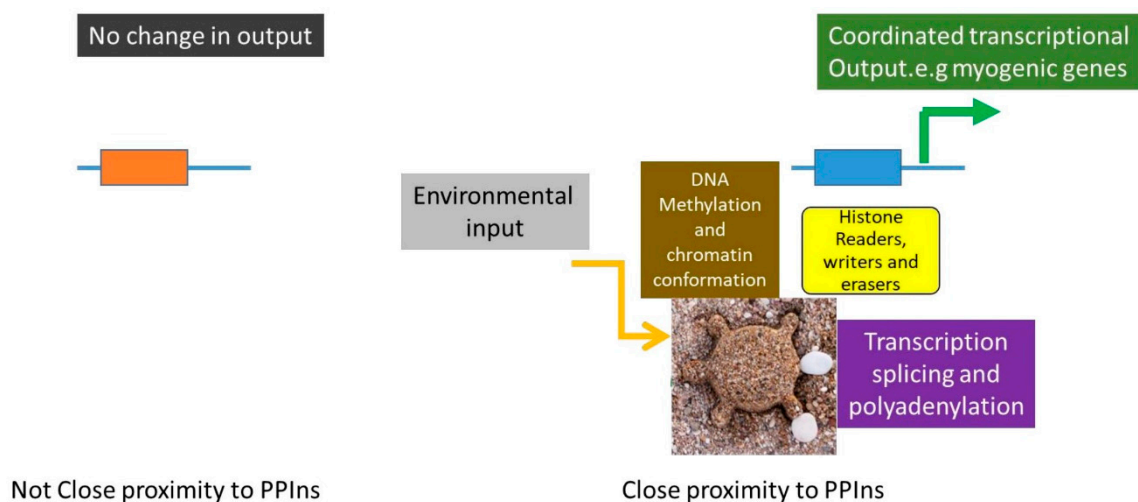 No change in output
Coordinated transcriptional
Output.e.g myogenic genes
Environmental
input
DNA
Methylation
and
chromatin
conformation
Histone
Readers,
writers and
erasers
Transcription
splicing and
polyadenylation
Not Close proximity to PPIns
Close proximity to PPIns